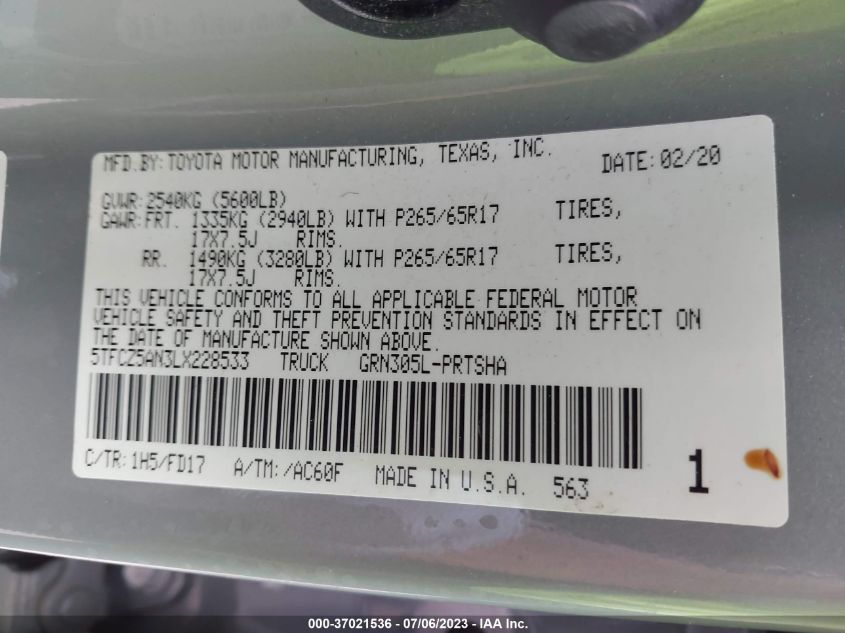 MFD.BY:TOYOTA MOTOR MANUFACTURING, TEXAS, INC. DATE:02/20
GVWR:2540KG (5600LB)
GAWR:FRT. 1335KG (2940LB) WITH P265/65R17 TIRES,
17X7.5J RIMS.
RR. 1490KG (3280LB) WITH P265/65R17 TIRES,
17X7.5J RIMS.
THIS VEHICLE CONFORMS TO ALL APPLICABLE FEDERAL MOTOR
VEHICLE SAFETY AND THEFT PREVENTION STANDARDS IN EFFECT ON
THE DATE OF MANUFACTURE SHOWN ABOVE.
5TFCZ5AN3LX228533 TRUCK GRN305L-PRTSHA
C/TR:1H5/FD17 A/TM:/AC60F MADE IN U.S.A. 563 1
000-37021536 - 07/06/2023 - © IAA Inc.